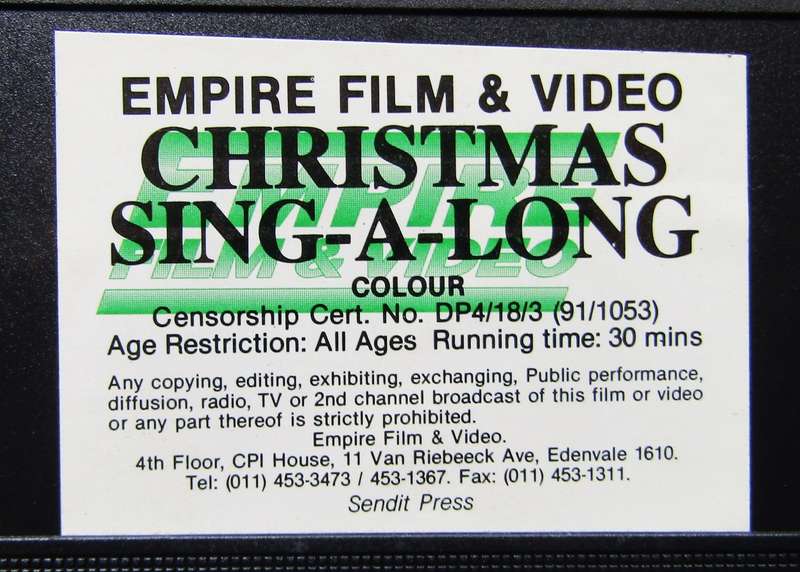 EMPIRE FILM & VIDEO
CHRISTMAS
SING-A-LONG
EMPIRE
FILM & VIDEO
COLOUR
Censorship Cert. No. DP4/18/3 (91/1053)
Age Restriction: All Ages Running time: 30 mins
Any copying, editing, exhibiting, exchanging, Public performance,
diffusion, radio, TV or 2nd channel broadcast of this film or video
or any part thereof is strictly prohibited.
Empire Film & Video.
4th Floor, CPI House, 11 Van Riebeeck Ave, Edenvale 1610.
Tel: (011) 453-3473 / 453-1367. Fax: (011) 453-1311.
Sendit Press